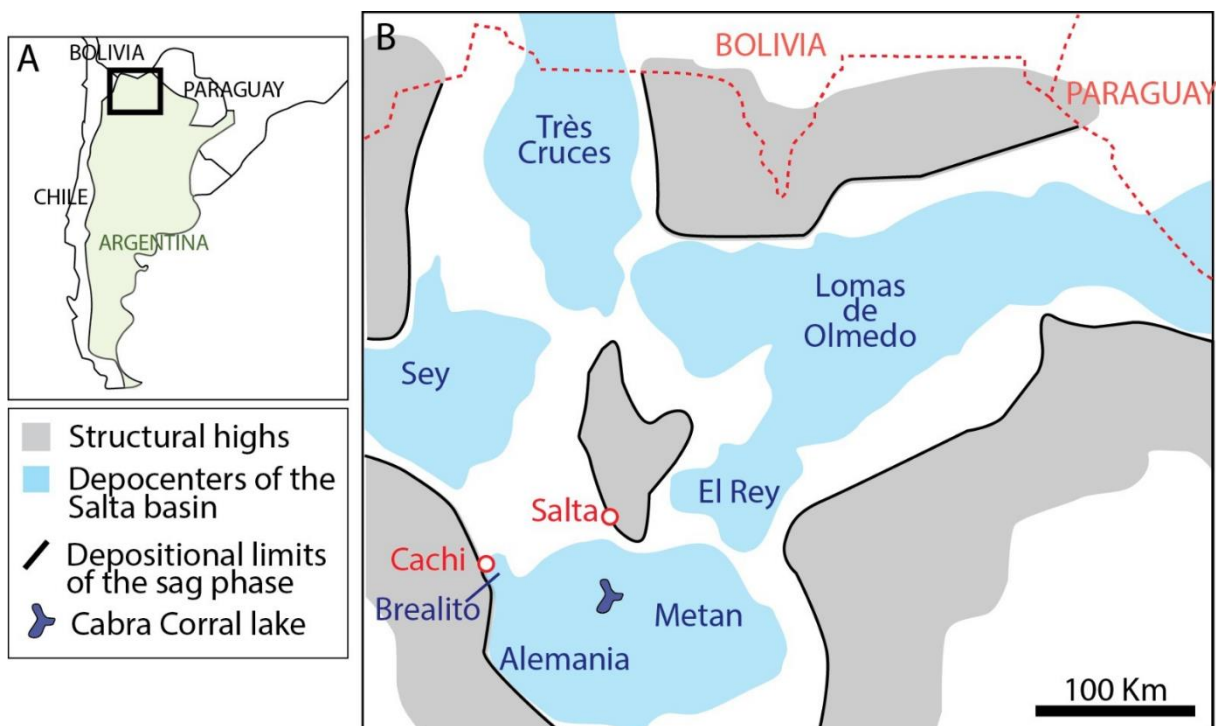 A
BOLIVIA
PARAGUAY
CHILE
ARGENTINA
Structural highs
Depocenters of the
Salta basin
Depositional limits
of the sag phase
Cabra Corral lake
B
BOLIVIA
PARAGUAY
Très
Cruces
Lomas
de
Olmedo
Sey
El Rey
Salta
Cachi
Brealito
Metan
Alemania
100 Km